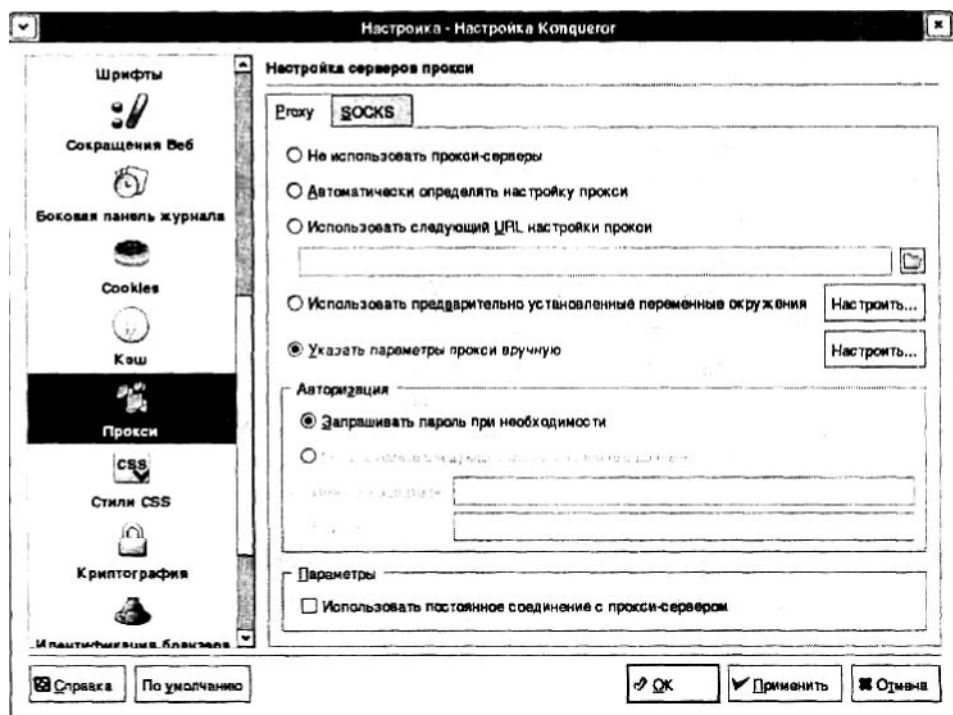 Настройка - Настройка Konqueror
Шрифты
Сокращения Веб
Боковая панель журнала
Cookies
Кэш
Прокси
Стили CSS
Криптография
Идентификация браузера
Настройка серверов прокси
Proxy
SOCKS
Не использовать прокси-серверы
Автоматически определять настройку прокси
Использовать следующий URL настройки прокси
Использовать предварительно установленные переменные окружения
Настроить...
Указать параметры прокси вручную
Настроить...
Авторизация
Запрашивать пароль при необходимости
Параметры
Использовать постоянное соединение с прокси-сервером
Справка
По умолчанию
OK
Применить
Отмена